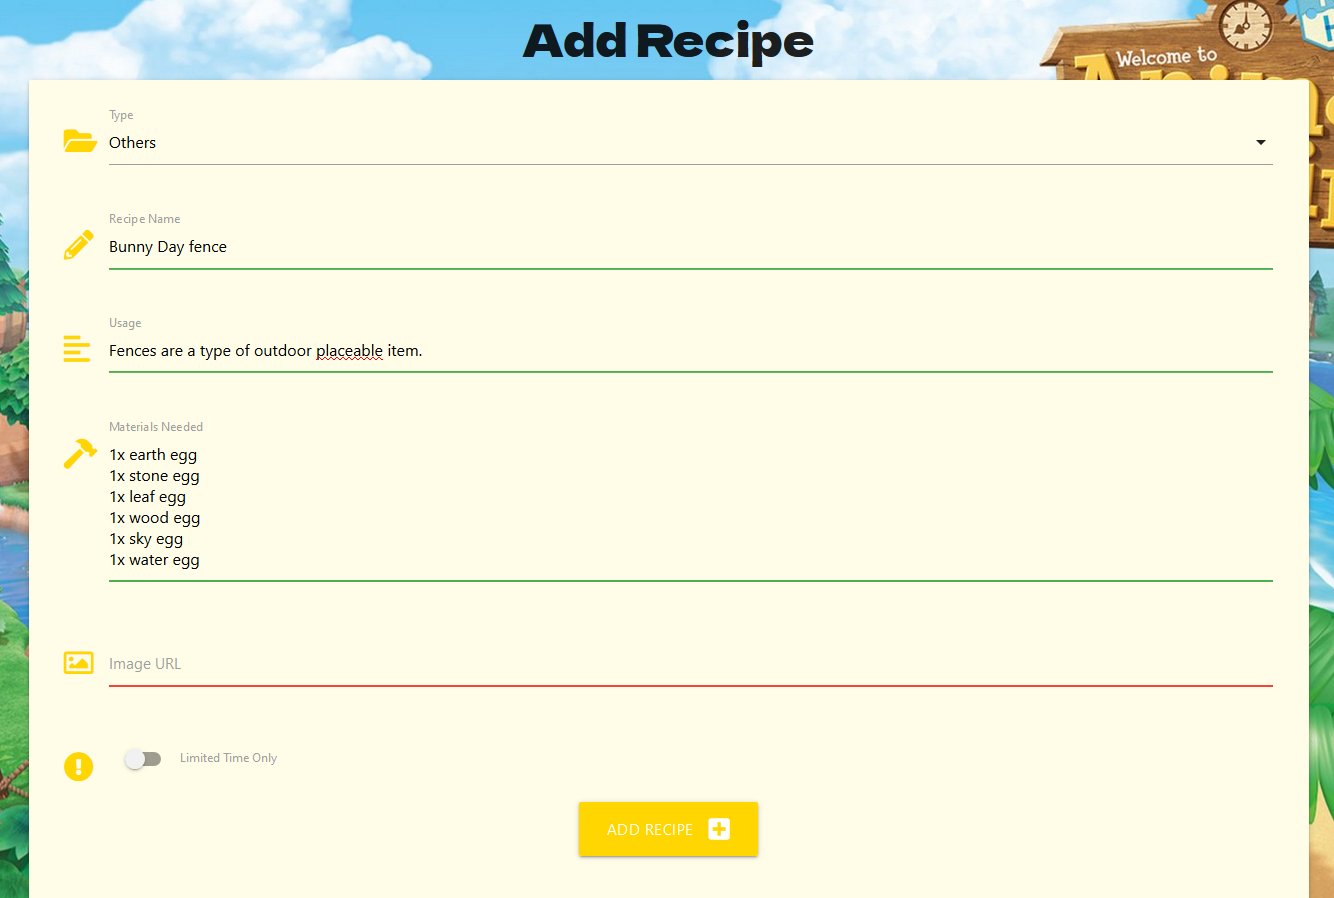 Add Recipe
Welcome to
Type
Others
Recipe Name
Bunny Day fence
Usage
Fences are a type of outdoor placeable item.
Materials Needed
1x earth egg
1x stone egg
1x leaf egg
1x wood egg
1x sky egg
1x water egg
Image URL
Limited Time Only
ADD RECIPE